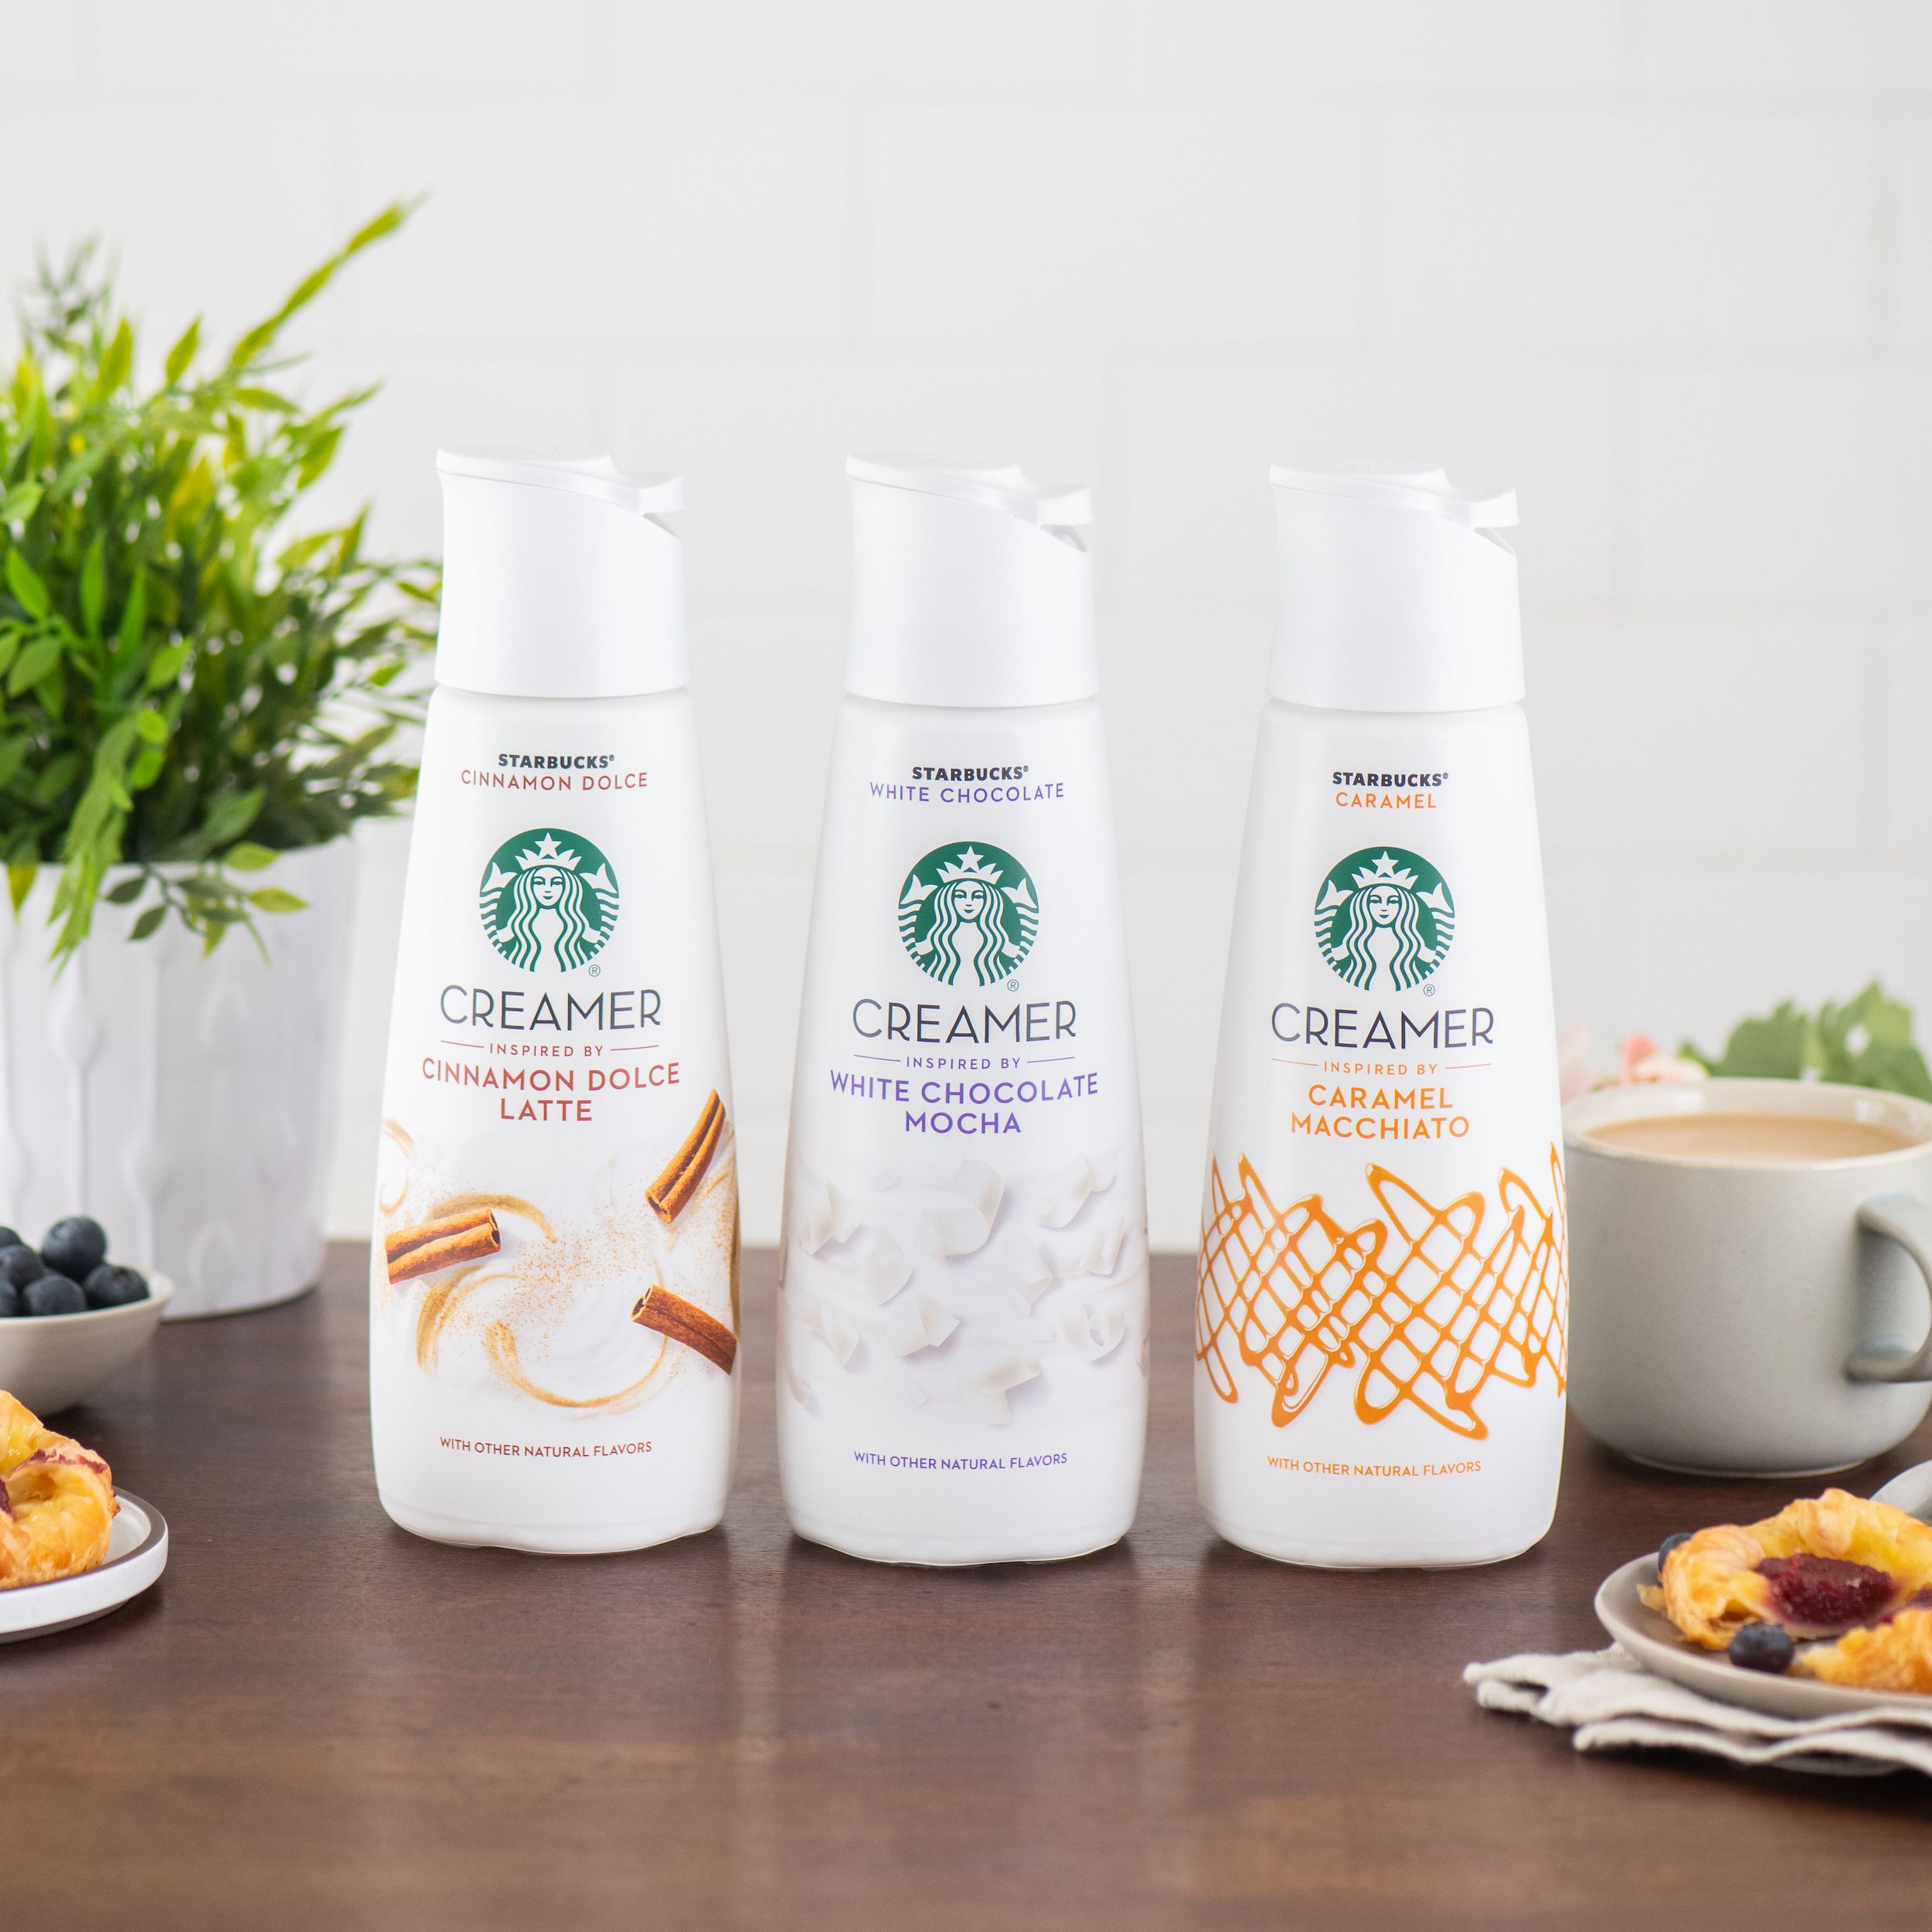 STARBUCKS®
CINNAMON DOLCE
®
CREAMER
INSPIRED BY
CINNAMON DOLCE
LATTE
WITH OTHER NATURAL FLAVORS
STARBUCKS®
WHITE CHOCOLATE
®
CREAMER
INSPIRED BY
WHITE CHOCOLATE
MOCHA
WITH OTHER NATURAL FLAVORS
STARBUCKS®
CARAMEL
®
CREAMER
INSPIRED BY
CARAMEL
MACCHIATO
WITH OTHER NATURAL FLAVORS